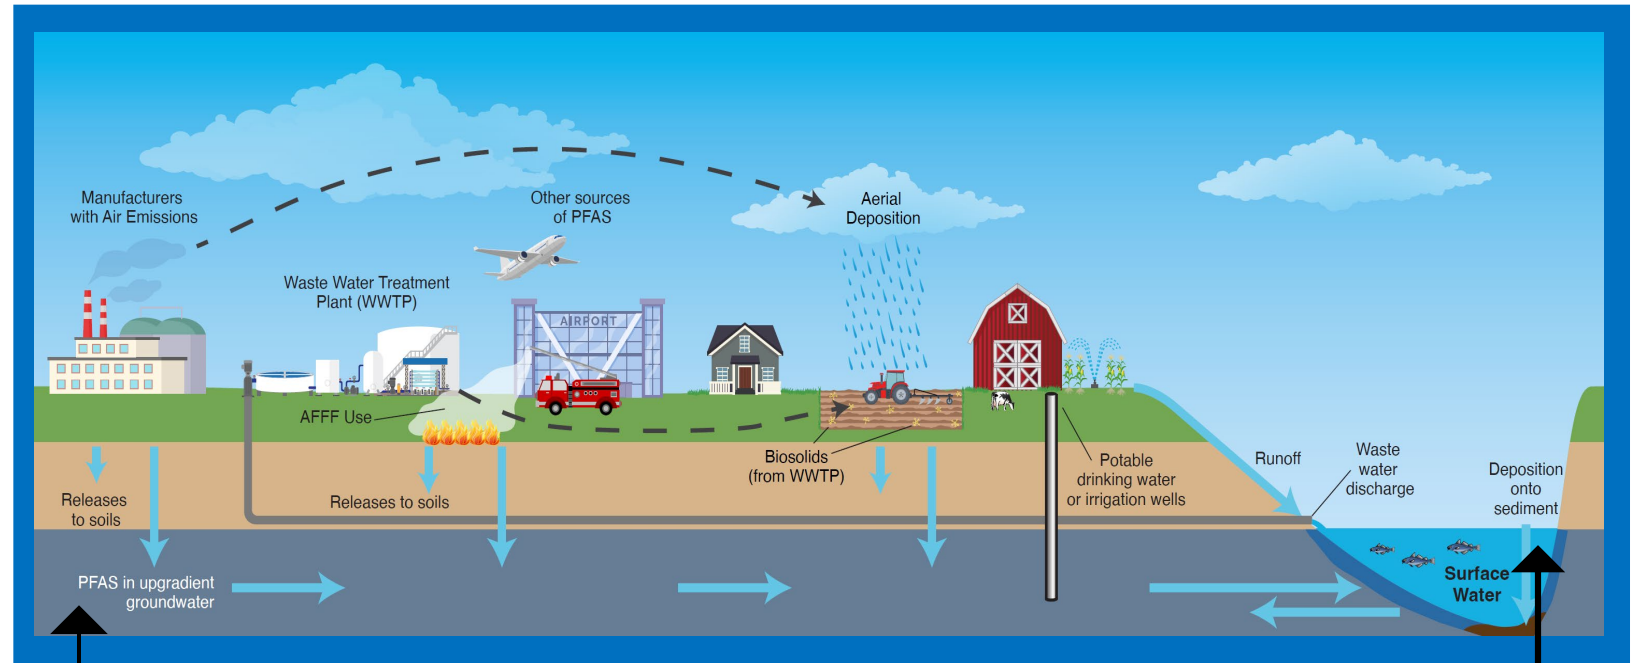 Manufacturers
with Air Emissions
Other sources
of PFAS
Aerial
Deposition
Waste Water Treatment
Plant (WWTP)
AIRPORT
AFFF Use
Biosolids
(from WWTP)
Potable
drinking water
or irrigation wells
Runoff
Waste
water
discharge
Deposition
onto
sediment
Releases
to soils
Releases to soils
PFAS in upgradient
groundwater
Surface
Water